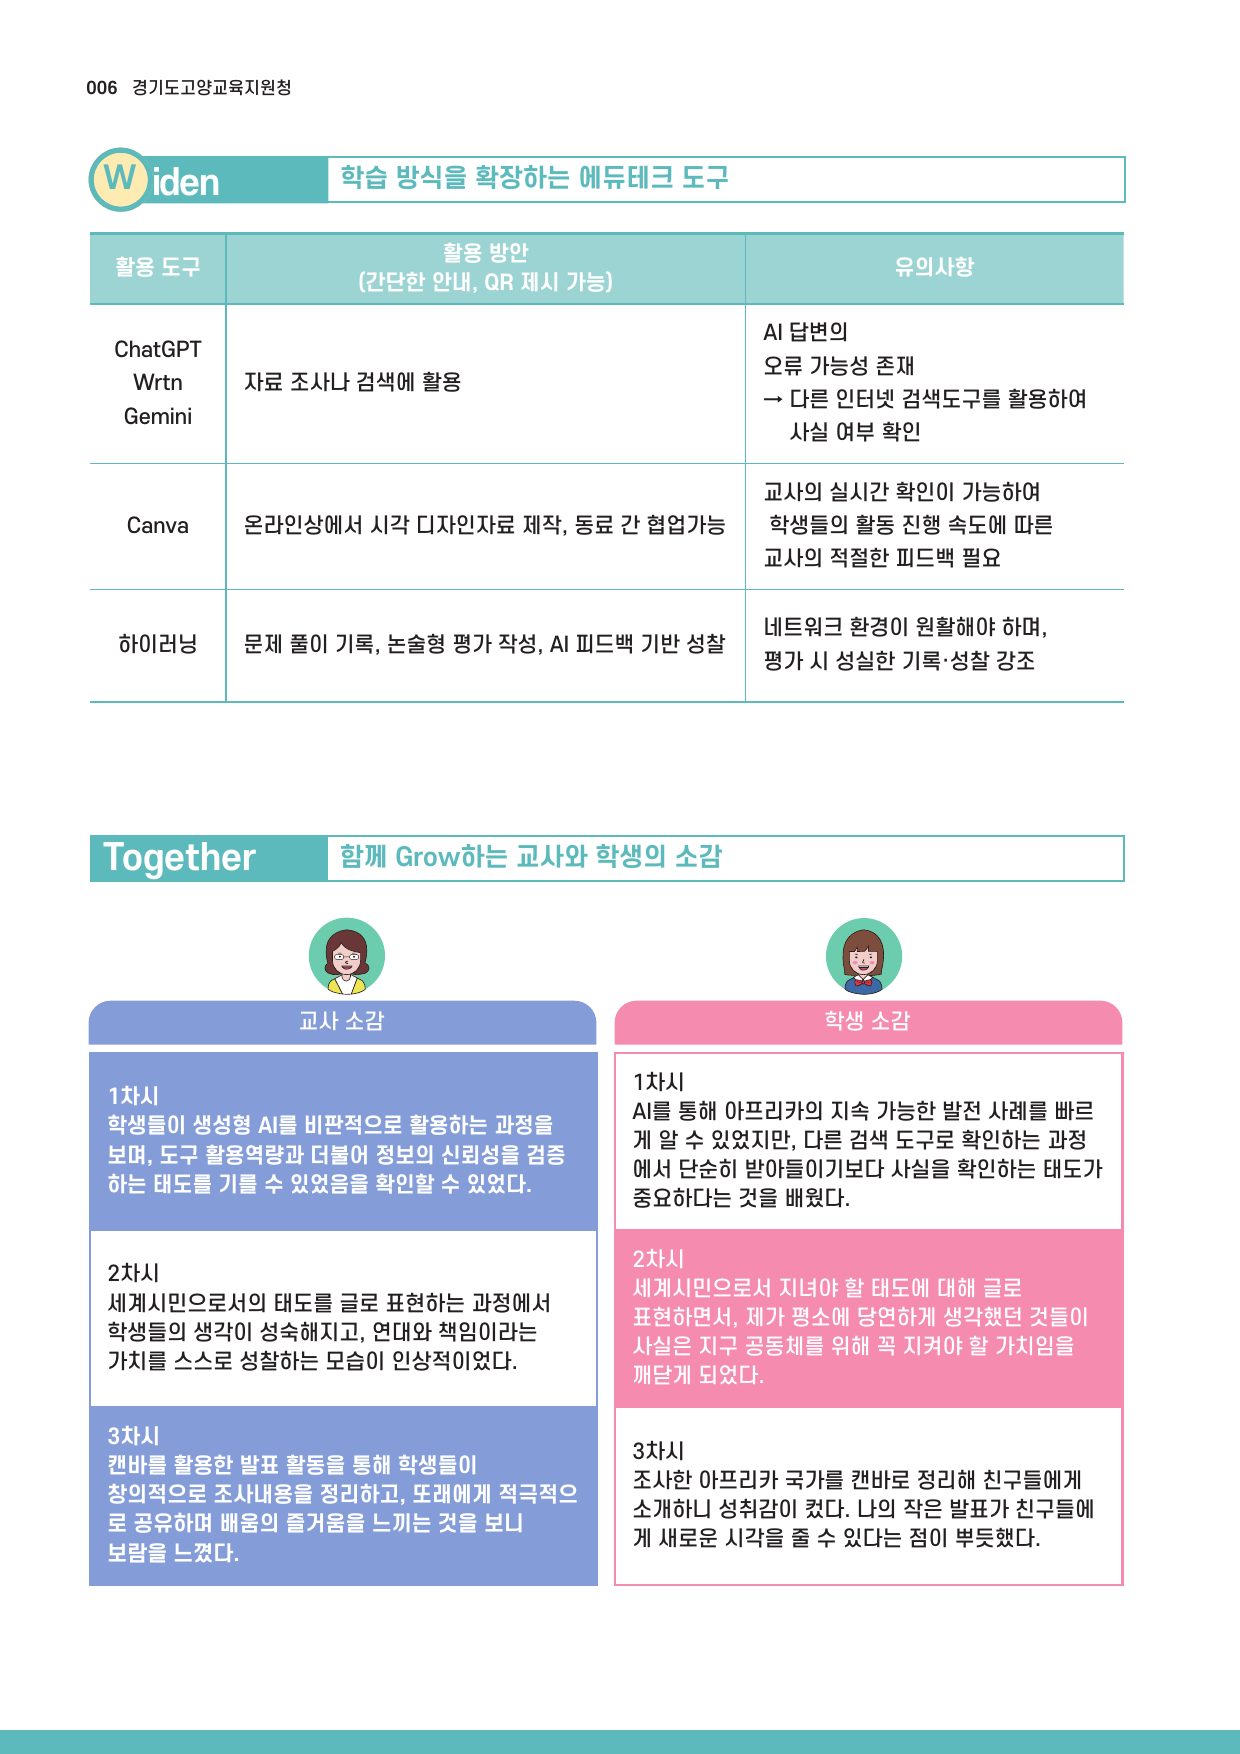 006 경기도고양교육지원청
Widen
학습 방식을 확장하는 에듀테크 도구
활용 도구
활용 방안
(간단한 안내, QR 제시 가능)
유의사항
ChatGPT
Wrtn
Gemini
자료 조사나 검색에 활용
AI 답변의
오류 가능성 존재
→ 다른 인터넷 검색도구를 활용하여
사실 여부 확인
Canva
온라인상에서 시각 디자인자료 제작, 동료 간 협업가능
교사의 실시간 확인이 가능하여
학생들의 활동 진행 속도에 따른
교사의 적절한 피드백 필요
하이러닝
문제 풀이 기록, 논술형 평가 작성, AI 피드백 기반 성찰
네트워크 환경이 원활해야 하며,
평가 시 성실한 기록·성찰 강조
Together
함께 Grow하는 교사와 학생의 소감
교사 소감
1차시
학생들이 생성형 AI를 비판적으로 활용하는 과정을
보며, 도구 활용역량과 더불어 정보의 신뢰성을 검증
하는 태도를 기를 수 있었음을 확인할 수 있었다.
2차시
세계시민으로서의 태도를 글로 표현하는 과정에서
학생들의 생각이 성숙해지고, 연대와 책임이라는
가치를 스스로 성찰하는 모습이 인상적이었다.
3차시
캔바를 활용한 발표 활동을 통해 학생들이
창의적으로 조사내용을 정리하고, 또래에게 적극적으
로 공유하며 배움의 즐거움을 느끼는 것을 보니
보람을 느꼈다.
학생 소감
1차시
AI를 통해 아프리카의 지속 가능한 발전 사례를 빠르
게 알 수 있었지만, 다른 검색 도구로 확인하는 과정
에서 단순히 받아들이기보다 사실을 확인하는 태도가
중요하다는 것을 배웠다.
2차시
세계시민으로서 지녀야 할 태도에 대해 글로
표현하면서, 제가 평소에 당연하게 생각했던 것들이
사실은 지구 공동체를 위해 꼭 지켜야 할 가치임을
깨닫게 되었다.
3차시
조사한 아프리카 국가를 캔바로 정리해 친구들에게
소개하니 성취감이 컸다. 나의 작은 발표가 친구들에
게 새로운 시각을 줄 수 있다는 점이 뿌듯했다.